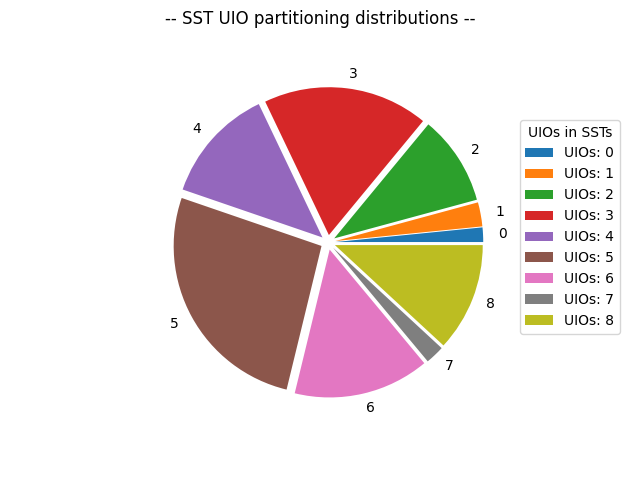 -- SST UIO partitioning distributions --
3
4
2
1
0
5
8
7
6
UIOs in SSTs
UIOs: 0
UIOs: 1
UIOs: 2
UIOs: 3
UIOs: 4
UIOs: 5
UIOs: 6
UIOs: 7
UIOs: 8